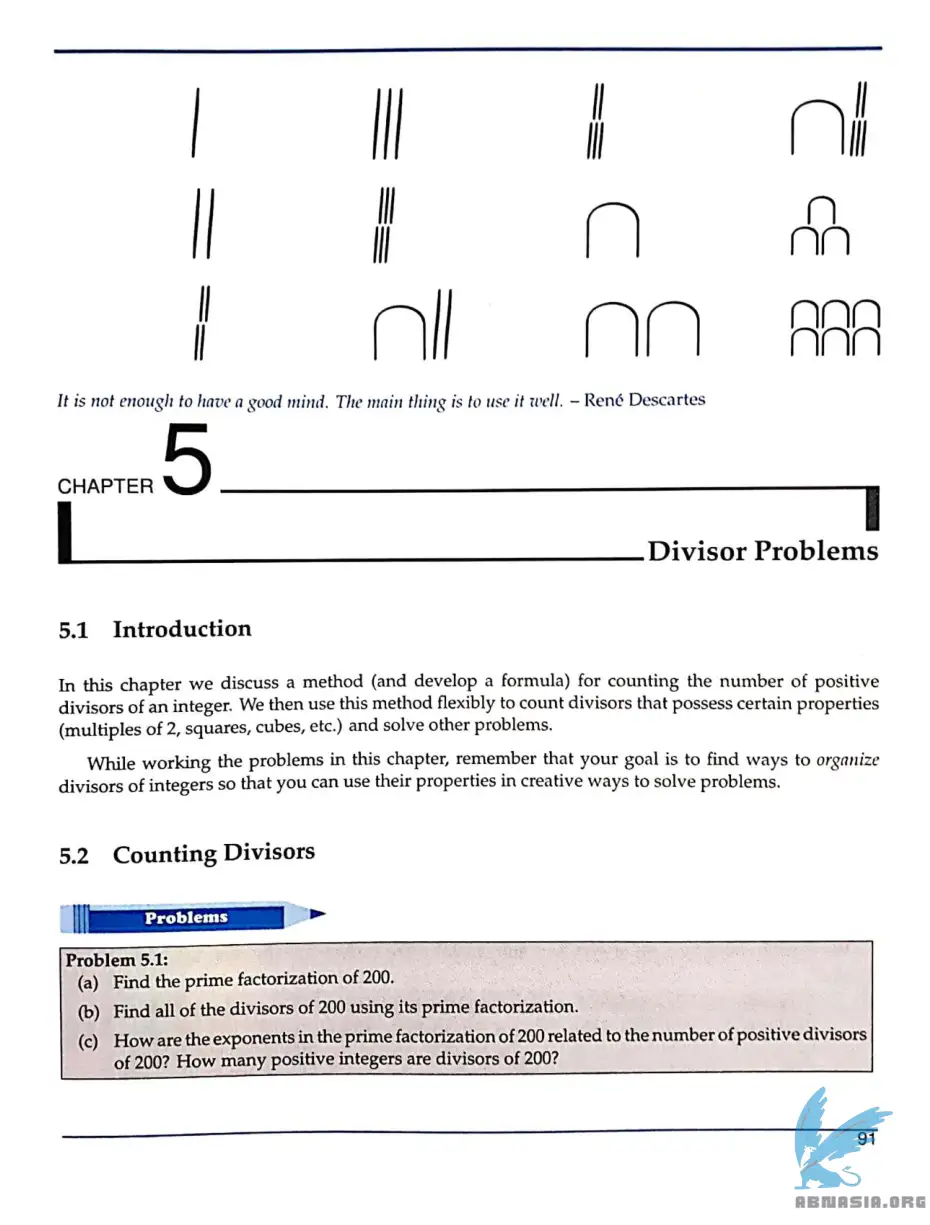 It is not enough to have a good mind. The main thing is to use it well. – René Descartes
CHAPTER 5
Divisor Problems
5.1 Introduction
In this chapter we discuss a method (and develop a formula) for counting the number of positive
divisors of an integer. We then use this method flexibly to count divisors that possess certain properties
(multiples of 2, squares, cubes, etc.) and solve other problems.
While working the problems in this chapter, remember that your goal is to find ways to organize
divisors of integers so that you can use their properties in creative ways to solve problems.
5.2 Counting Divisors
Problems
Problem 5.1:
(a) Find the prime factorization of 200.
(b) Find all of the divisors of 200 using its prime factorization.
(c) How are the exponents in the prime factorization of 200 related to the number of positive divisors
of 200? How many positive integers are divisors of 200?
91
ABNASIA.ORG